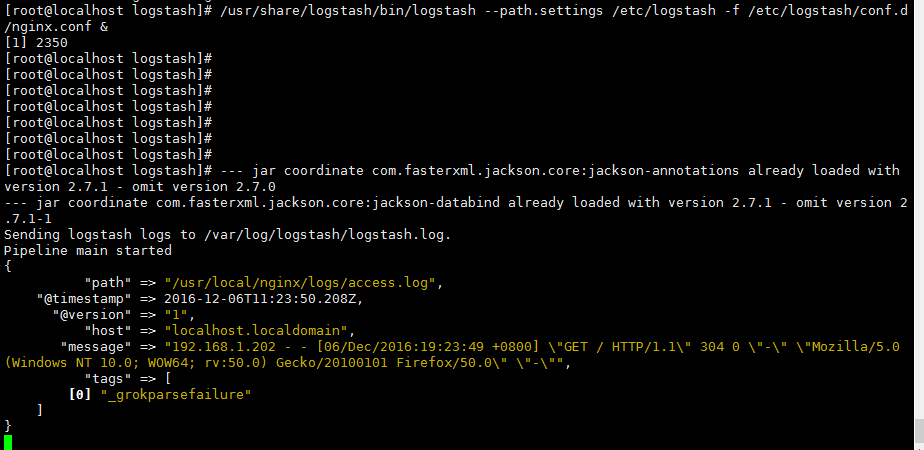 [root@localhost logstash]# /usr/share/logstash/bin/logstash --path.settings /etc/logstash -f /etc/logstash/conf.d
/nginx.conf &
[1] 2350
[root@localhost logstash]#
[root@localhost logstash]#
[root@localhost logstash]#
[root@localhost logstash]#
[root@localhost logstash]#
[root@localhost logstash]#
[root@localhost logstash]#
[root@localhost logstash]# --- jar coordinate com.fasterxml.jackson.core:jackson-annotations already loaded with
version 2.7.1 - omit version 2.7.0
--- jar coordinate com.fasterxml.jackson.core:jackson-databind already loaded with version 2.7.1 - omit version 2
.7.1-1
Sending logstash logs to /var/log/logstash/logstash.log.
Pipeline main started
{
"path" => "/usr/local/nginx/logs/access.log",
"@timestamp" => 2016-12-06T11:23:50.208Z,
"@version" => "1",
"host" => "localhost.localdomain",
"message" => "192.168.1.202 - - [06/Dec/2016:19:23:49 +0800] \"GET / HTTP/1.1\" 304 0 \"-\" \"Mozilla/5.0
(Windows NT 10.0; WOW64; rv:50.0) Gecko/20100101 Firefox/50.0\" \"-\"",
"tags" => [
[0] "_grokparsefailure"
]
}